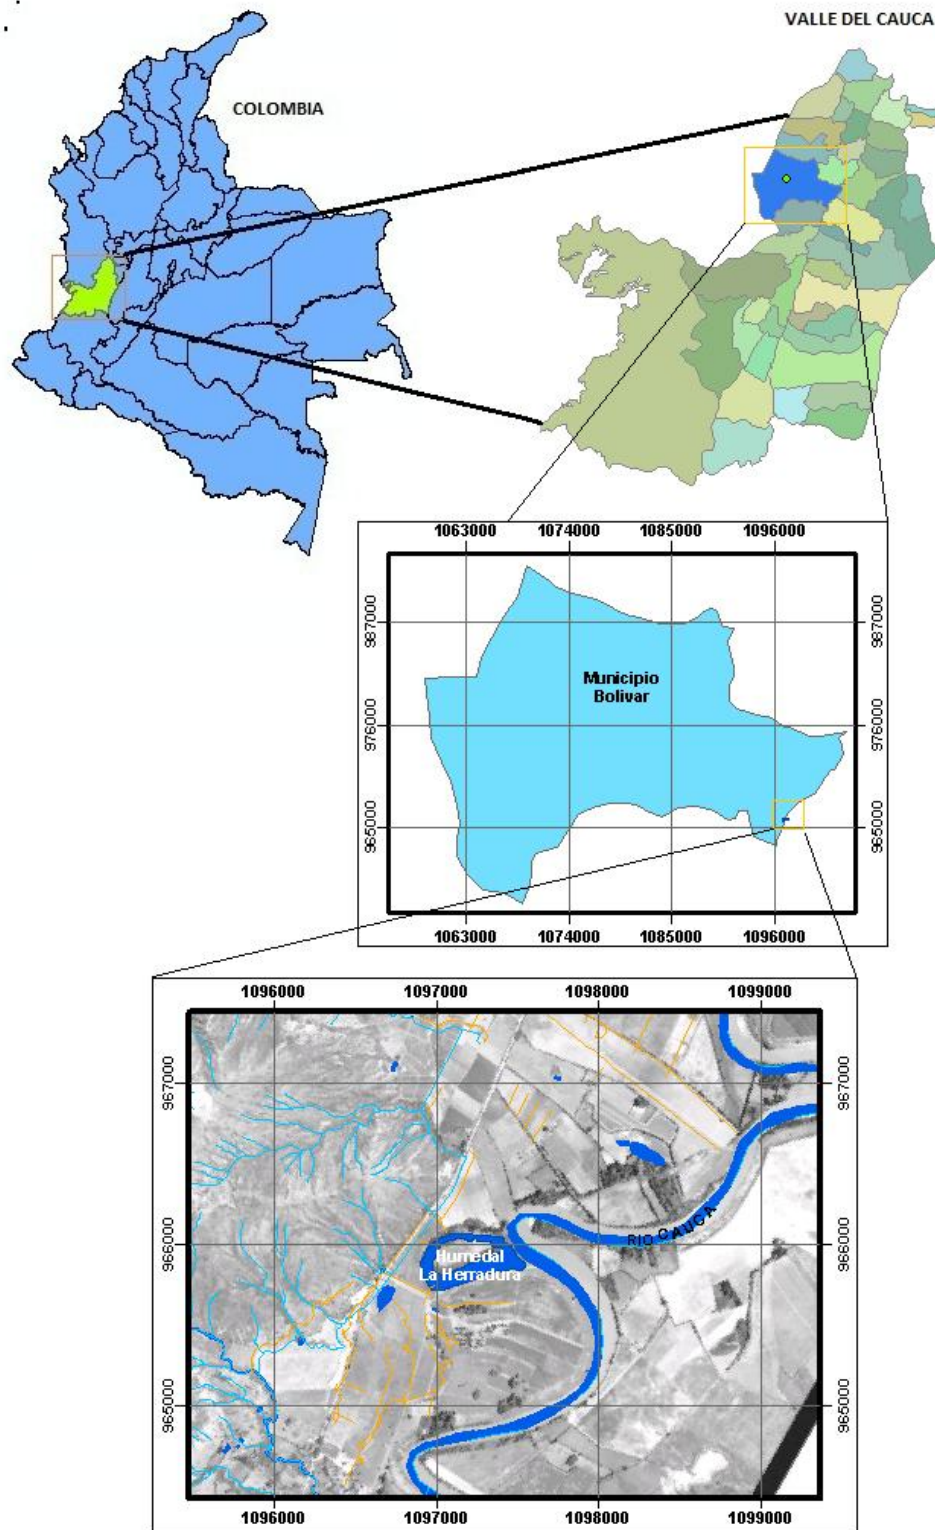 VALLE DEL CAUCA
COLOMBIA
1063000 1074000 1085000 1096000
987000 987000
Municipio
Bolivar
976000 976000
965000 965000
1063000 1074000 1085000 1096000
1096000 1097000 1098000 1099000
967000 967000
RIO CAUCA
966000 966000
Humedal
La Herradura
965000 965000
1096000 1097000 1098000 1099000